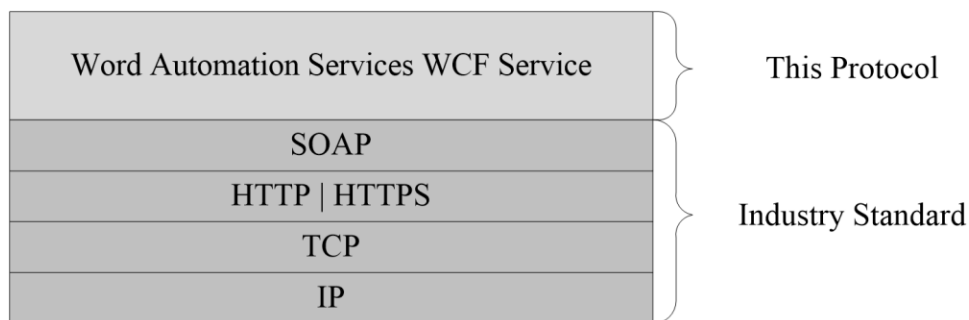 Word Automation Services WCF Service
This Protocol
SOAP
HTTP | HTTPS
TCP
IP
Industry Standard